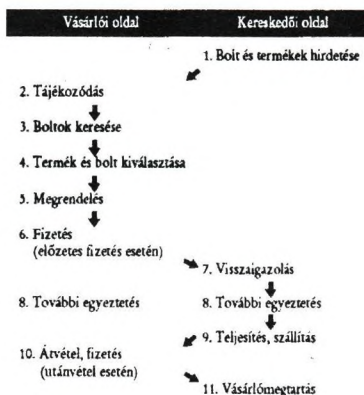 Vásárlói oldal Kereskedői oldal
1. Bolt és termékek hirdetése
2. Tájékozódás
3. Boltok keresése
4. Termék és bolt kiválasztása
5. Megrendelés
6. Fizetés
(előzetes fizetés esetén)
7. Visszaigazolás
8. További egyeztetés 8. További egyeztetés
9. Teljesítés, szállítás
10. Átvétel, fizetés
(utánvétel esetén)
11. Vásárlómegtartás